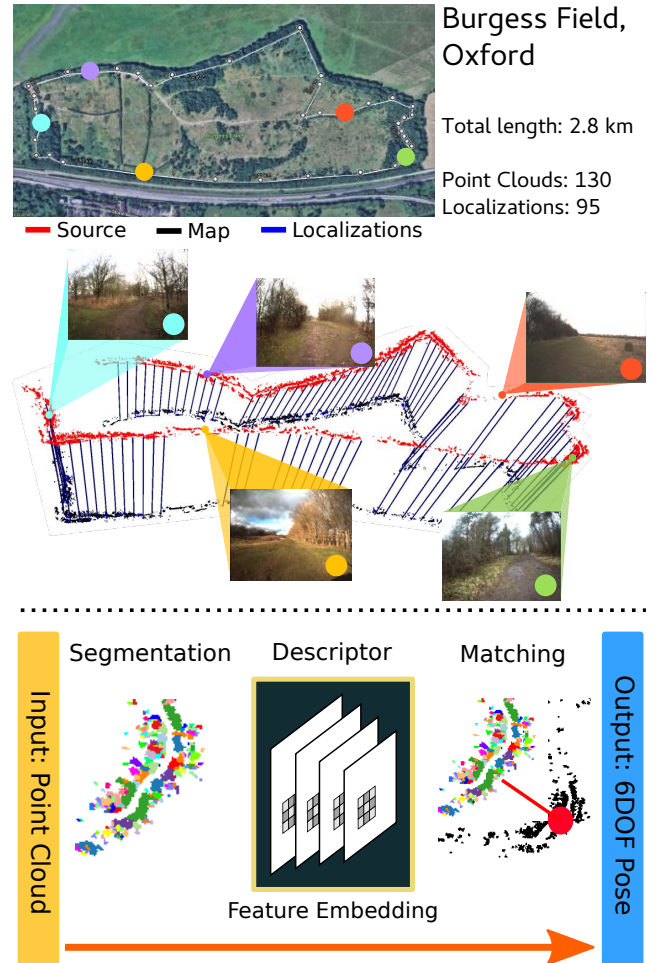 Burgess Field,
Oxford
Total length: 2.8 km
Point Clouds: 130
Localizations: 95
Source
Map
Localizations
Segmentation
Descriptor
Matching
Input: Point Cloud
Output: 6DOF Pose
Feature Embedding